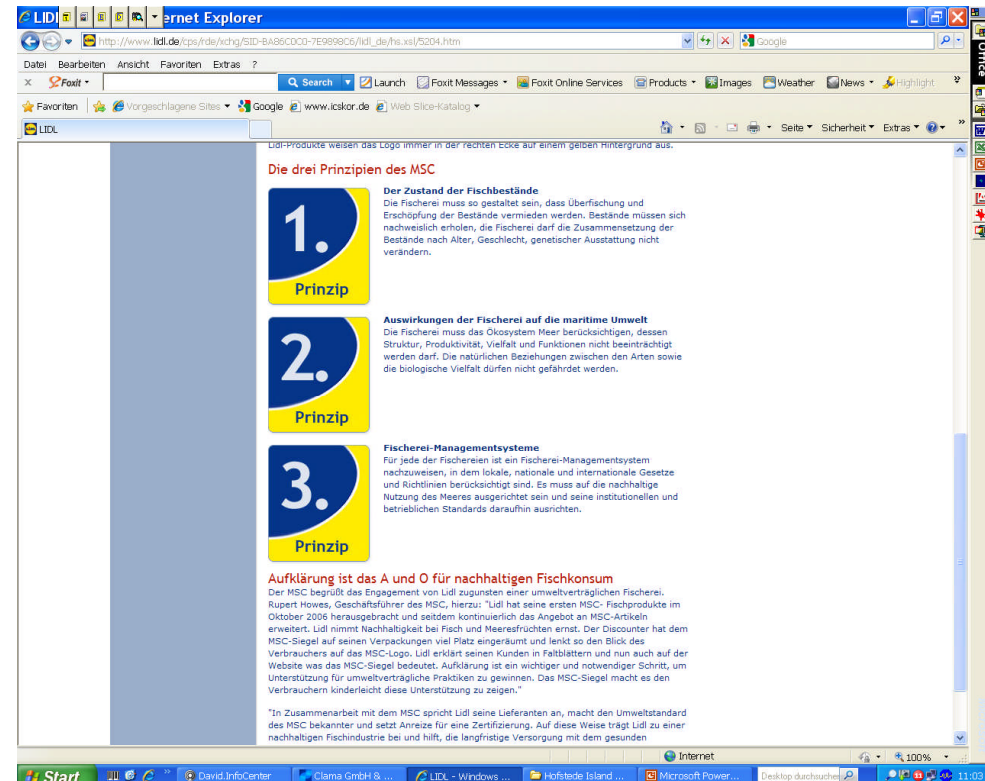 LIDL
ernet Explorer
http://www.lidl.de/cps/rde/xchg/SID-BA86C0C0-7E9898C6/lidl_de/hs.xsl/5204.htm
Google
Datei Bearbeiten Ansicht Favoriten Extras ?
x Foxit Search Launch Foxit Messages Foxit Online Services Products Images Weather News Highlight »
Favoriten Vorgeschlagene Sites Google www.icskor.de Web Slice-Katalog
LIDL Seite Sicherheit Extras »
Office
Lidl-Produkte weisen das Logo immer in der rechten Ecke auf einem gelben Hintergrund aus.
Die drei Prinzipien des MSC
1.
Prinzip
Der Zustand der Fischbestände
Die Fischerei muss so gestaltet sein, dass Überfischung und
Erschöpfung der Bestände vermieden werden. Bestände müssen sich
nachweislich erholen, die Fischerei darf die Zusammensetzung der
Bestände nach Alter, Geschlecht, genetischer Ausstattung nicht
verändern.
2.
Prinzip
Auswirkungen der Fischerei auf die maritime Umwelt
Die Fischerei muss das Ökosystem Meer berücksichtigen, dessen
Struktur, Produktivität, Vielfalt und Funktionen nicht beeinträchtigt
werden darf. Die natürlichen Beziehungen zwischen den Arten sowie
die biologische Vielfalt dürfen nicht gefährdet werden.
3.
Prinzip
Fischerei-Managementsysteme
Für jede der Fischereien ist ein Fischerei-Managementsystem
nachzuweisen, in dem lokale, nationale und internationale Gesetze
und Richtlinien berücksichtigt sind. Es muss auf die nachhaltige
Nutzung des Meeres ausgerichtet sein und seine institutionellen und
betrieblichen Standards daraufhin ausrichten.
Aufklärung ist das A und O für nachhaltigen Fischkonsum
Der MSC begrüßt das Engagement von Lidl zugunsten einer umweltverträglichen Fischerei.
Rupert Howes, Geschäftsführer des MSC, hierzu: "Lidl hat seine ersten MSC- Fischprodukte im
Oktober 2006 herausgebracht und seitdem kontinuierlich das Angebot an MSC-Artikeln
erweitert. Lidl nimmt Nachhaltigkeit bei Fisch und Meeresfrüchten ernst. Der Discounter hat dem
MSC-Siegel auf seinen Verpackungen viel Platz eingeräumt und lenkt so den Blick des
Verbrauchers auf das MSC-Logo. Lidl erklärt seinen Kunden in Faltblättern und nun auch auf der
Website was das MSC-Siegel bedeutet. Aufklärung ist ein wichtiger und notwendiger Schritt, um
Unterstützung für umweltverträgliche Praktiken zu gewinnen. Das MSC-Siegel macht es den
Verbrauchern kinderleicht diese Unterstützung zu zeigen."
"In Zusammenarbeit mit dem MSC spricht Lidl seine Lieferanten an, macht den Umweltstandard
des MSC bekannter und setzt Anreize für eine Zertifizierung. Auf diese Weise trägt Lidl zu einer
nachhaltigen Fischindustrie bei und hilft, die langfristige Versorgung mit dem gesunden
Internet 100%
Start » David.InfoCenter Clama GmbH & ... LIDL - Windows ... Hofstede Island ... Microsoft Power... Desktop durchsuchen 11:03